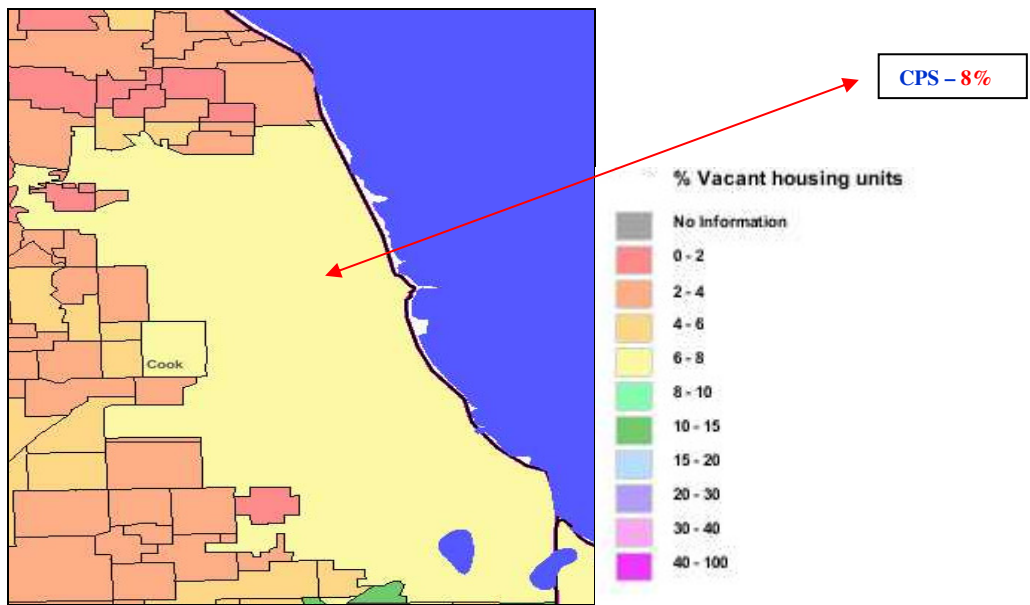 CPS – 8%
% Vacant housing units
No Information
0 - 2
2 - 4
4 - 6
6 - 8
8 - 10
10 - 15
15 - 20
20 - 30
30 - 40
40 - 100
Cook